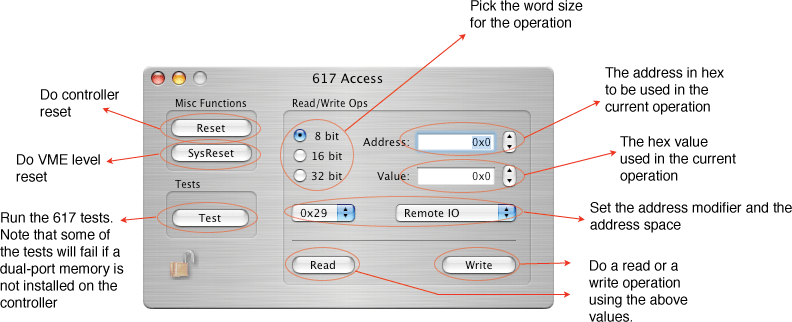 Pick the word size
for the operation
617 Access
Do controller
reset
Do VME level
reset
Run the 617 tests.
Note that some of
the tests will fail if a
dual-port memory is
not installed on the
controller
Misc Functions
Reset
SysReset
Tests
Test
Read/Write Ops
8 bit
16 bit
32 bit
Address: 0x0
Value: 0x0
0x29 Remote IO
Read Write
The address in hex
to be used in the
current operation
The hex value
used in the current
operation
Set the address modifier and the
address space
Do a read or a
write operation
using the above
values.